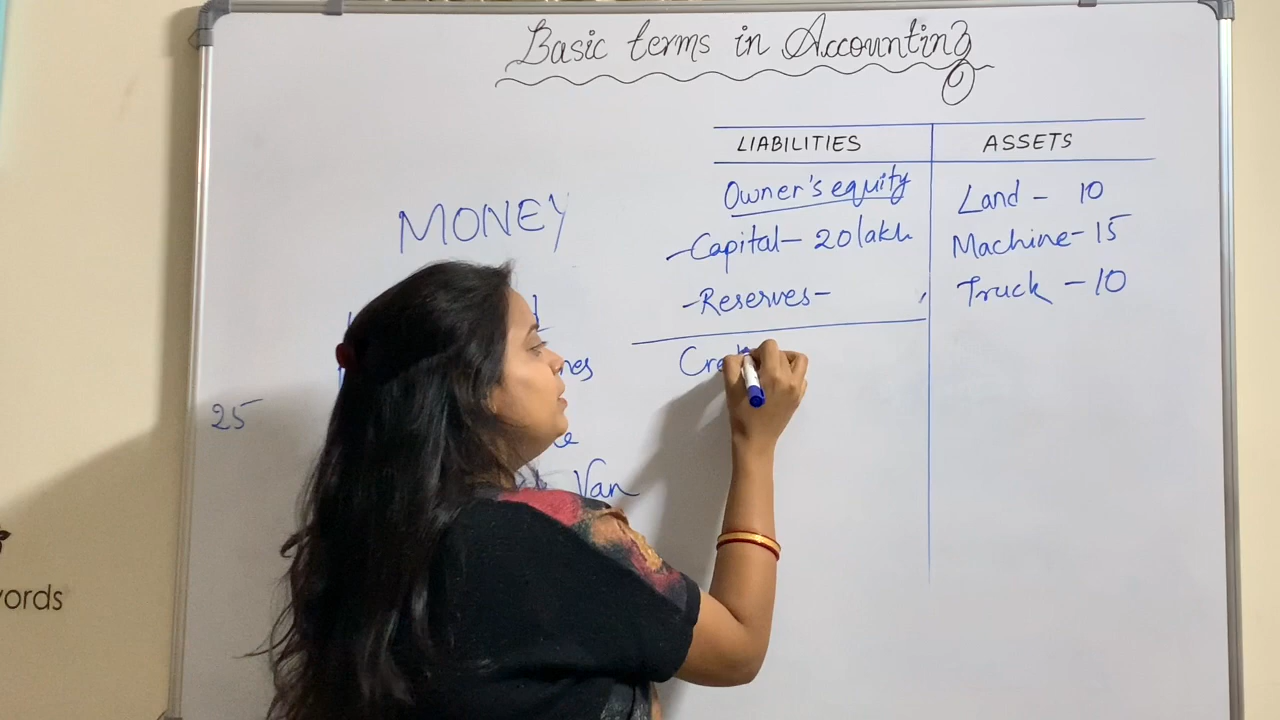 Basic terms in Accounting
LIABILITIES ASSETS
Owner's equity
Capital- 20 lakh
-Reserves-
Land - 10
Machine- 15
Truck - 10
MONEY
25
Van